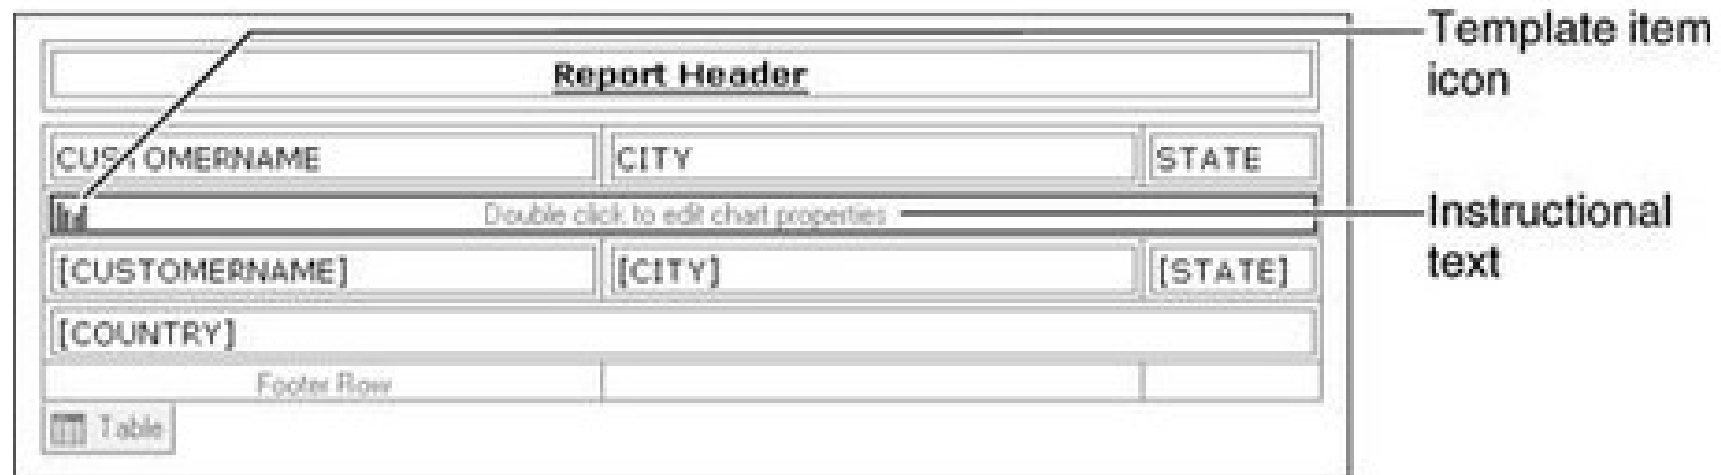 Template item
icon
Report Header
CUSTOMERNAME CITY STATE
Double click to edit chart properties
Instructional
text
[CUSTOMERNAME] [CITY] [STATE]
[COUNTRY]
Footer Row
Table